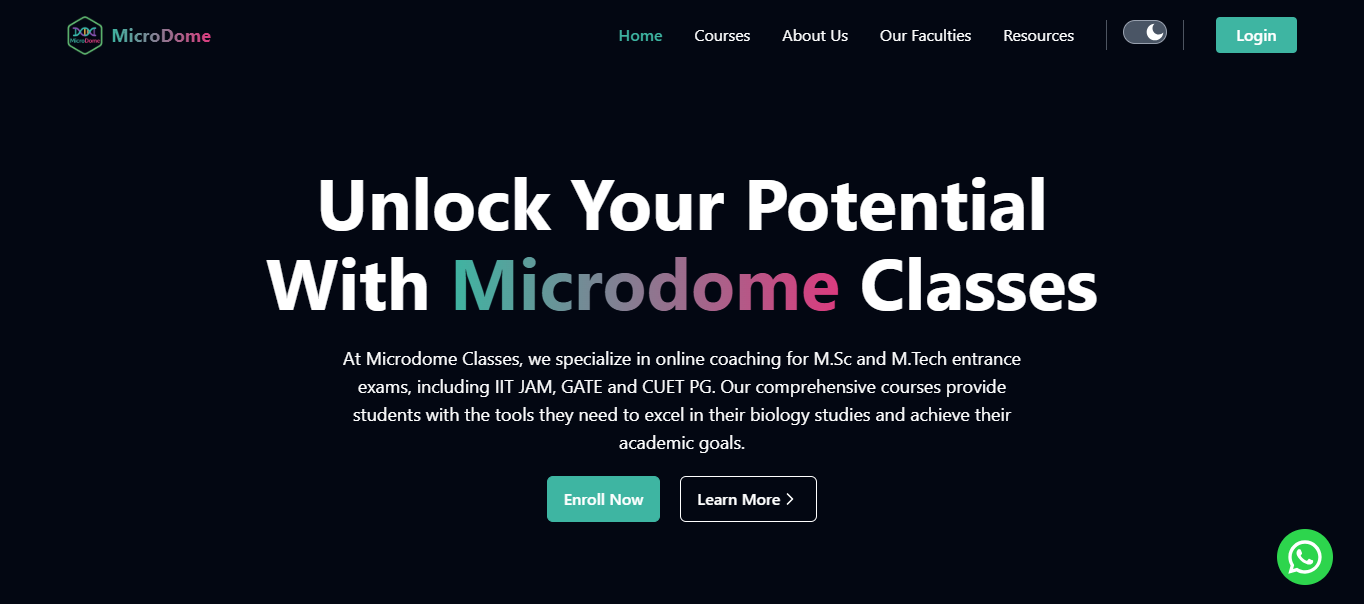 MicroDome
MicroDome
Home
Courses
About Us
Our Faculties
Resources
Login
Unlock Your Potential
With Microdome Classes
At Microdome Classes, we specialize in online coaching for M.Sc and M.Tech entrance
exams, including IIT JAM, GATE and CUET PG. Our comprehensive courses provide
students with the tools they need to excel in their biology studies and achieve their
academic goals.
Enroll Now
Learn More